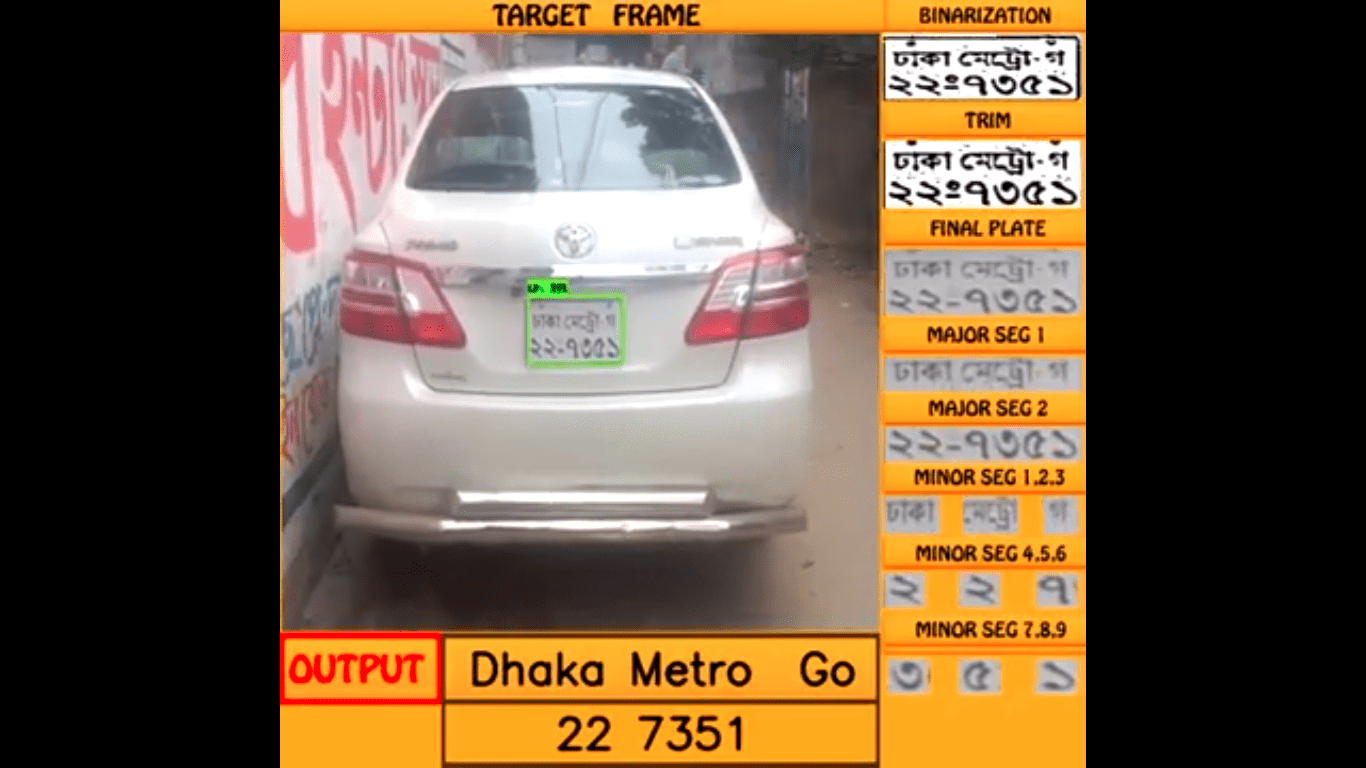 TARGET FRAME
LP: 99%
ঢাকা মেট্রো-গ
২২-৭৩৫১
OUTPUT
Dhaka Metro Go
22 7351
BINARIZATION
ঢাকা মেট্রো-গ
২২-৭৩৫১
TRIM
ঢাকা মেট্রো-গ
২২-৭৩৫১
FINAL PLATE
ঢাকা মেট্রো-গ
২২-৭৩৫১
MAJOR SEG 1
ঢাকা মেট্রো-গ
MAJOR SEG 2
২২-৭৩৫১
MINOR SEG 1,2,3
ঢাকা মেট্রো গ
MINOR SEG 4,5,6
২ ২ ৭
MINOR SEG 7,8,9
৩ ৫ ১